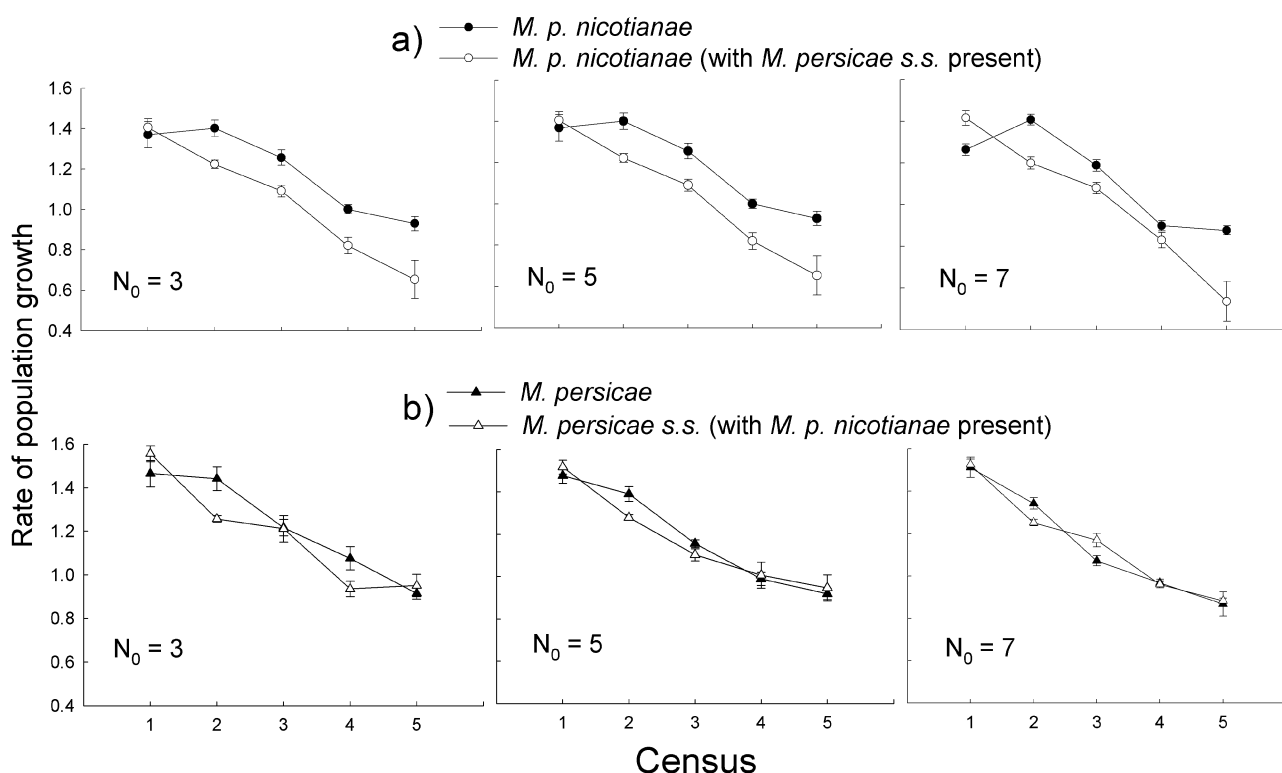 a)
M. p. nicotianae
M. p. nicotianae (with M. persicae s.s. present)
Rate of population growth
1.6
1.4
1.2
1.0
0.8
0.6
0.4
N0 = 3
N0 = 5
N0 = 7
b)
M. persicae
M. persicae s.s. (with M. p. nicotianae present)
1.6
1.4
1.2
1.0
0.8
0.6
0.4
N0 = 3
N0 = 5
N0 = 7
1 2 3 4 5
1 2 3 4 5
1 2 3 4 5
Census